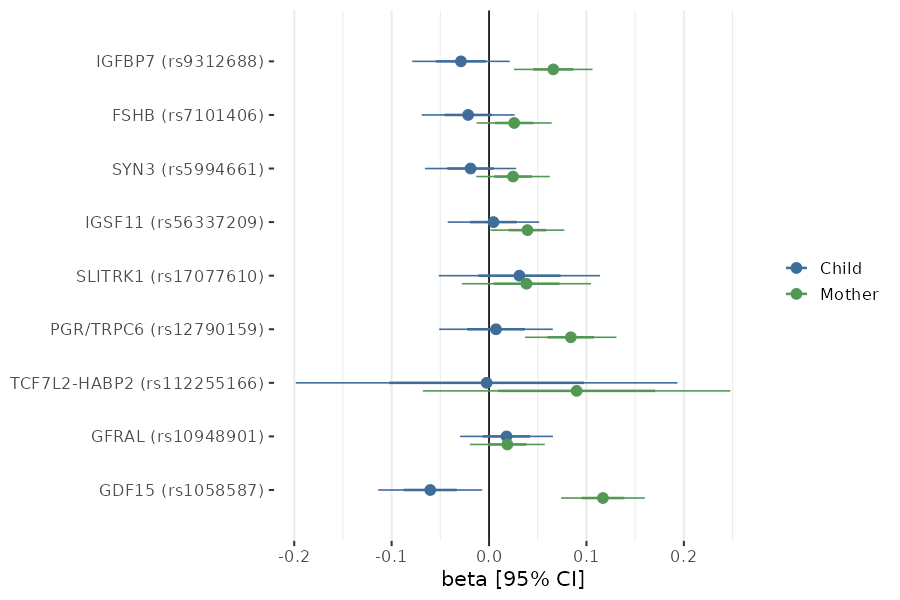 IGFBP7 (rs9312688)
FSHB (rs7101406)
SYN3 (rs5994661)
IGSF11 (rs56337209)
SLITRK1 (rs17077610)
PGR/TRPC6 (rs12790159)
TCF7L2-HABP2 (rs112255166)
GFRAL (rs10948901)
GDF15 (rs1058587)
-0.2 -0.1 0.0 0.1 0.2
beta [95% CI]
Child
Mother